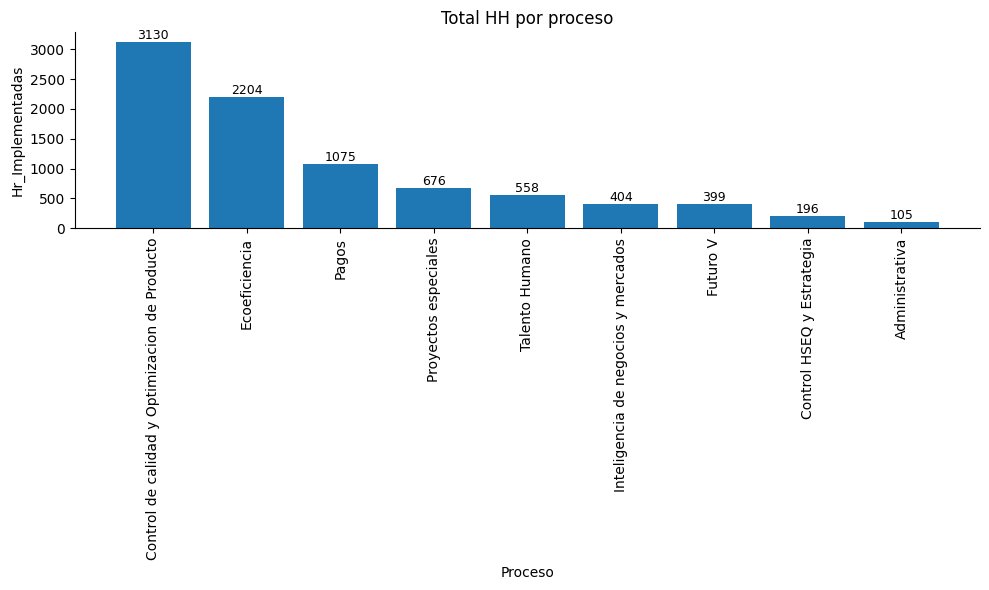 Total HH por proceso
Hr_Implementadas
3000
2500
2000
1500
1000
500
0
3130
2204
1075
676
558
404
399
196
105
Control de calidad y Optimizacion de Producto
Ecoeficiencia
Pagos
Proyectos especiales
Talento Humano
Inteligencia de negocios y mercados
Futuro V
Control HSEQ y Estrategia
Administrativa
Proceso